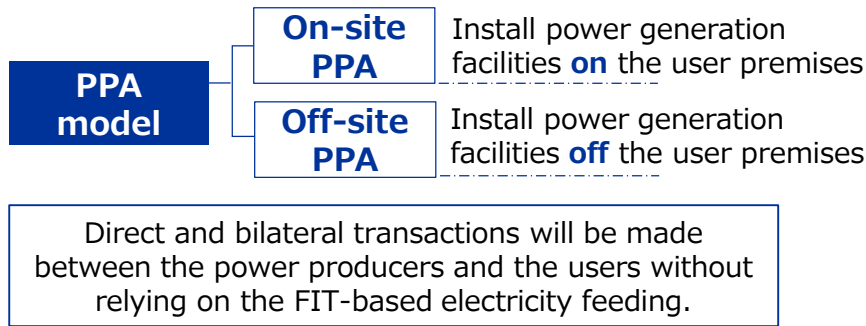 PPA
model
On-site
PPA
Install power generation
facilities on the user premises
Off-site
PPA
Install power generation
facilities off the user premises
Direct and bilateral transactions will be made
between the power producers and the users without
relying on the FIT-based electricity feeding.